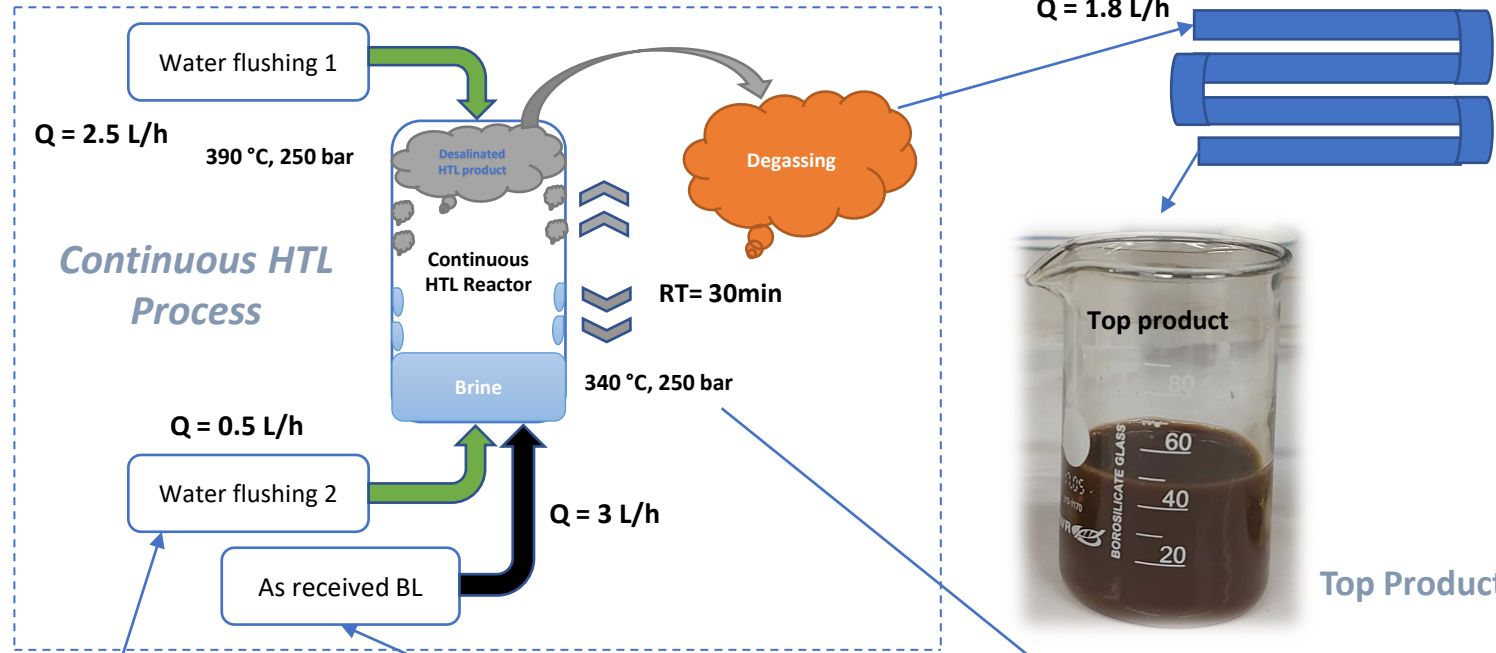 Q = 1.8 L/h
Water flushing 1
Q = 2.5 L/h
390 °C, 250 bar
Desalinated
HTL product
Degassing
Continuous HTL
Process
Continuous
HTL Reactor
RT= 30min
Top product
80
Brine
340 °C, 250 bar
Q = 0.5 L/h
60
Water flushing 2
Q = 3 L/h
40
BOROSILICATE GLASS
20
As received BL
Top Product